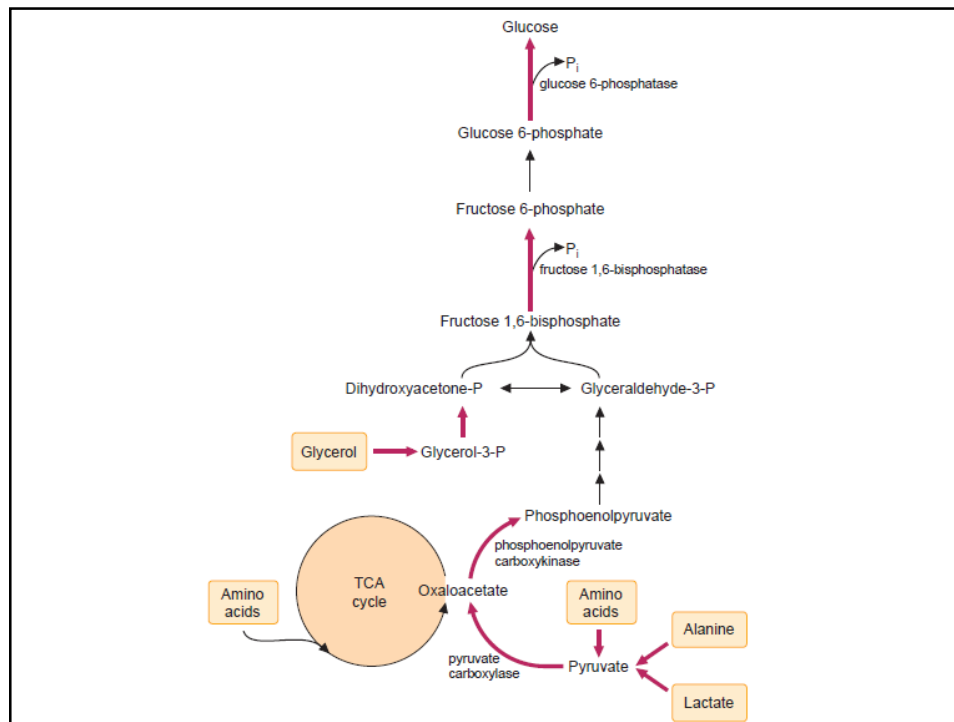 Glucose
Pi
glucose 6-phosphatase
Glucose 6-phosphate
Fructose 6-phosphate
Pi
fructose 1,6-bisphosphatase
Fructose 1,6-bisphosphate
Dihydroxyacetone-P
Glyceraldehyde-3-P
Glycerol
Glycerol-3-P
Phosphoenolpyruvate
phosphoenolpyruvate
carboxykinase
TCA
cycle
Oxaloacetate
Amino
acids
Amino
acids
Alanine
pyruvate
carboxylase
Pyruvate
Lactate